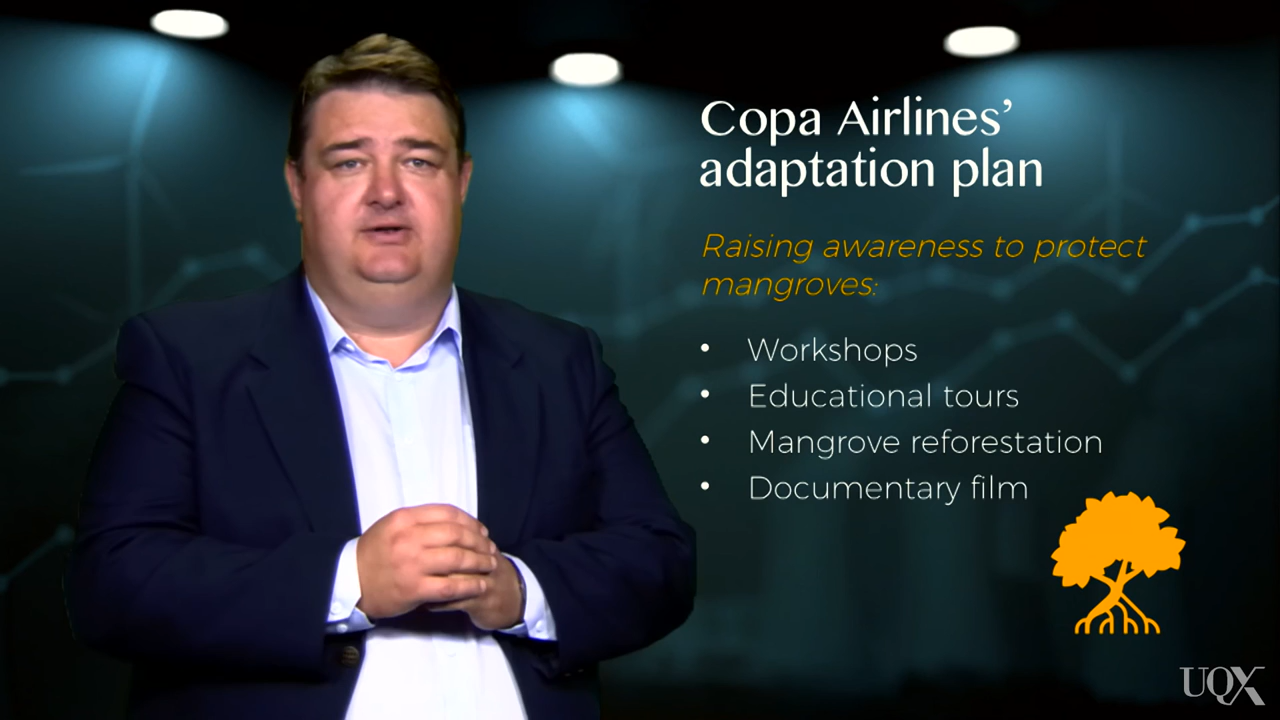 Copa Airlines’
adaptation plan
Raising awareness to protect
mangroves:
• Workshops
• Educational tours
• Mangrove reforestation
• Documentary film
UQX